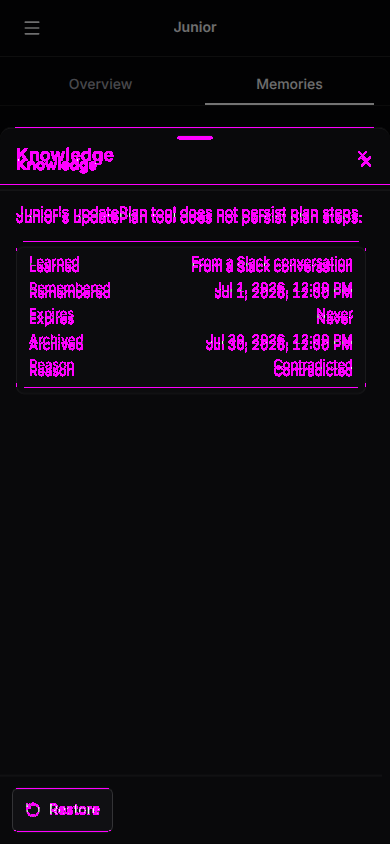 Junior
Overview
Memories
Knowledge
Junior's updatePlan tool does not persist plan steps.
Learned
From a Slack conversation
Remembered
Jul 1, 2026, 12:00 PM
Expires
Never
Archived
Jul 30, 2026, 12:00 PM
Reason
Contradicted
Restore